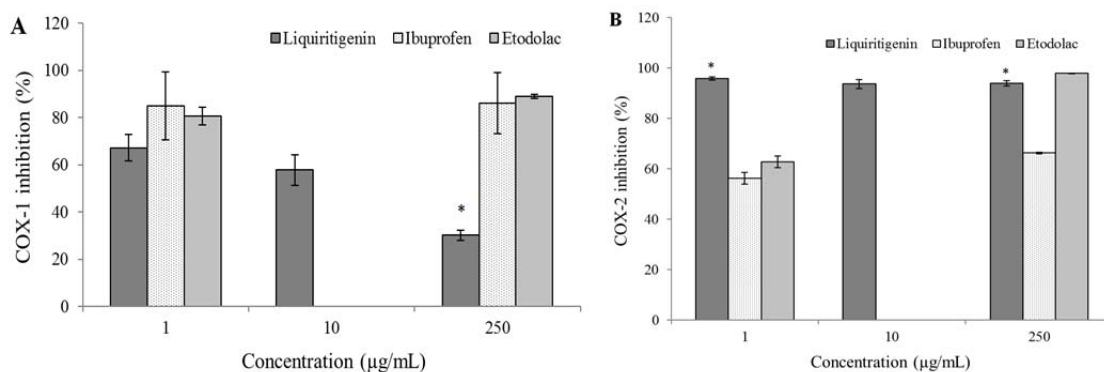 A
120
100
80
60
40
20
0
COX-1 inhibition (%)
Liquiritigenin Ibuprofen Etodolac
*
1 10 250
Concentration (µg/mL)
B
120
100
80
60
40
20
0
COX-2 inhibition (%)
Liquiritigenin Ibuprofen Etodolac
* *
1 10 250
Concentration (µg/mL)